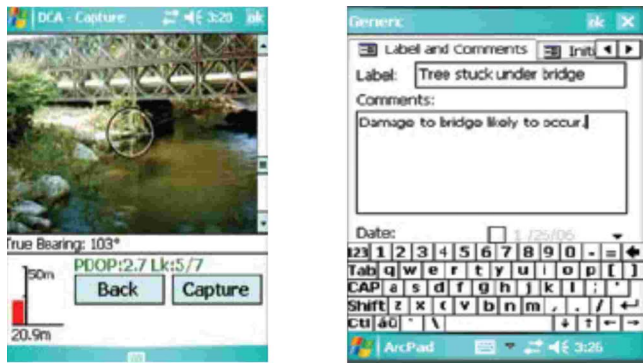 DCA - Capture 3:20 ok
True Bearing: 103°
50m
PDOP:2.7 Lk:5/7
Back Capture
20.9m
Generic ok
Label and Comments Initi
Label: Tree stuck under bridge
Comments:
Damage to bridge likely to occur.
Date: 1/25/06
123 1 2 3 4 5 6 7 8 9 0 - =
Tab q w e r t y u i o p [ ]
CAP a s d f g h j k l ; '
Shift z x c v b n m , . /
Ctl áü ` \
ArcPad 3:26